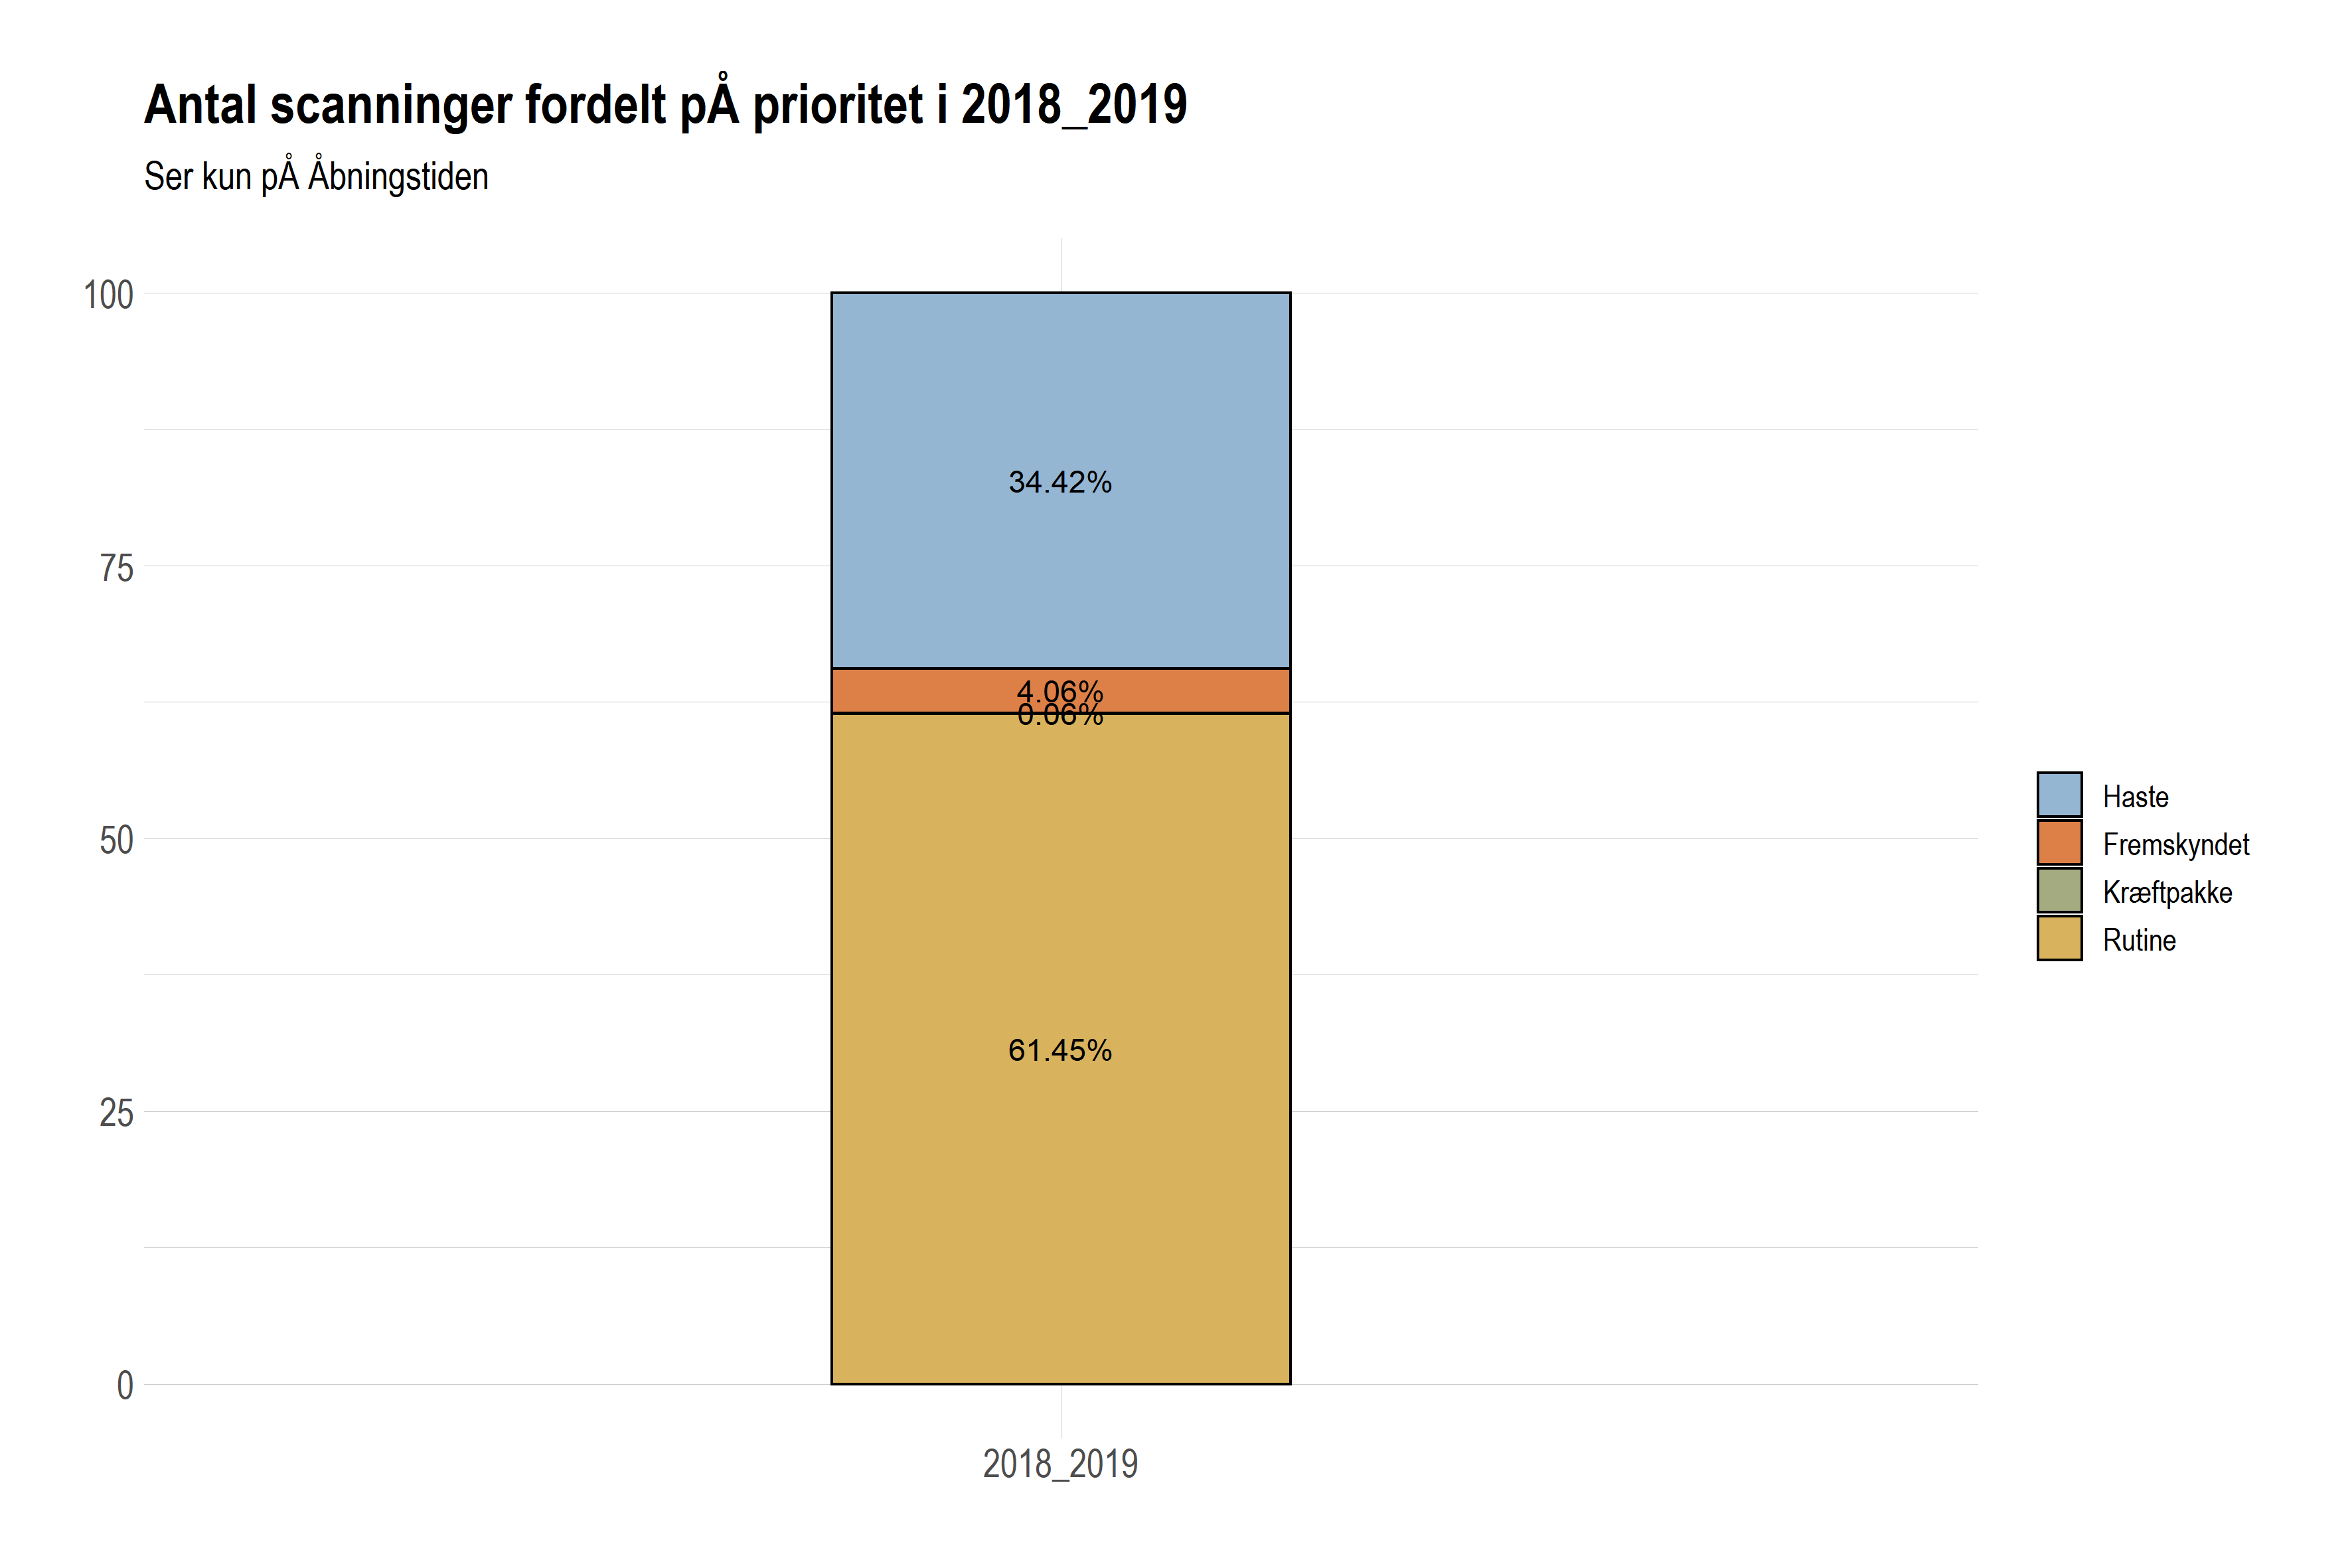 Antal scanninger fordelt pÅ prioritet i 2018_2019
Ser kun pÅ Åbningstiden
100
75
50
25
0
34.42%
4.06%
0.06%
61.45%
2018_2019
Haste
Fremskyndet
Kræftpakke
Rutine